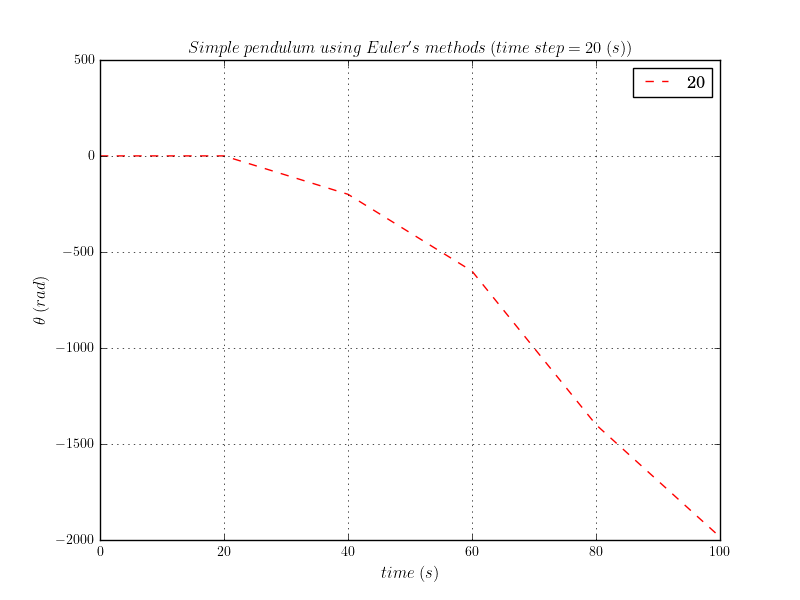 Simple pendulum using Euler's methods (time step = 20 (s))
20
500
0
−500
−1000
−1500
−2000
θ (rad)
0 20 40 60 80 100
time (s)